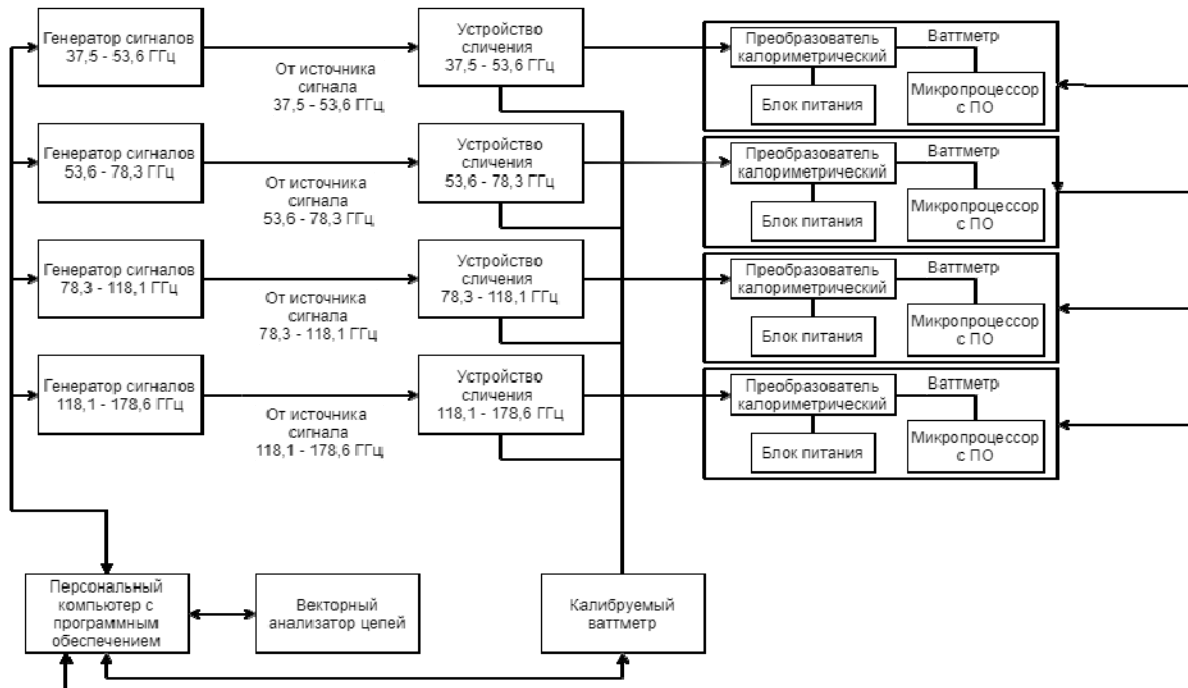 Генератор сигналов
37,5 - 53,6 ГГц
От источника
сигнала
37,5 - 53,6 ГГц
Устройство
сличения
37,5 - 53,6 ГГц
Преобразователь
калориметрический
Ваттметр
Блок питания
Микропроцессор
с ПО
Генератор сигналов
53,6 - 78,3 ГГц
От источника
сигнала
53,6 - 78,3 ГГц
Устройство
сличения
53,6 - 78,3 ГГц
Преобразователь
калориметрический
Ваттметр
Блок питания
Микропроцессор
с ПО
Генератор сигналов
78,3 - 118,1 ГГц
От источника
сигнала
78,3 - 118,1 ГГц
Устройство
сличения
78,3 - 118,1 ГГц
Преобразователь
калориметрический
Ваттметр
Блок питания
Микропроцессор
с ПО
Генератор сигналов
118,1 - 178,6 ГГц
От источника
сигнала
118,1 - 178,6 ГГц
Устройство
сличения
118,1 - 178,6 ГГц
Преобразователь
калориметрический
Ваттметр
Блок питания
Микропроцессор
с ПО
Персональный
компьютер с
программным
обеспечением
Векторный
анализатор цепей
Калибруемый
ваттметр